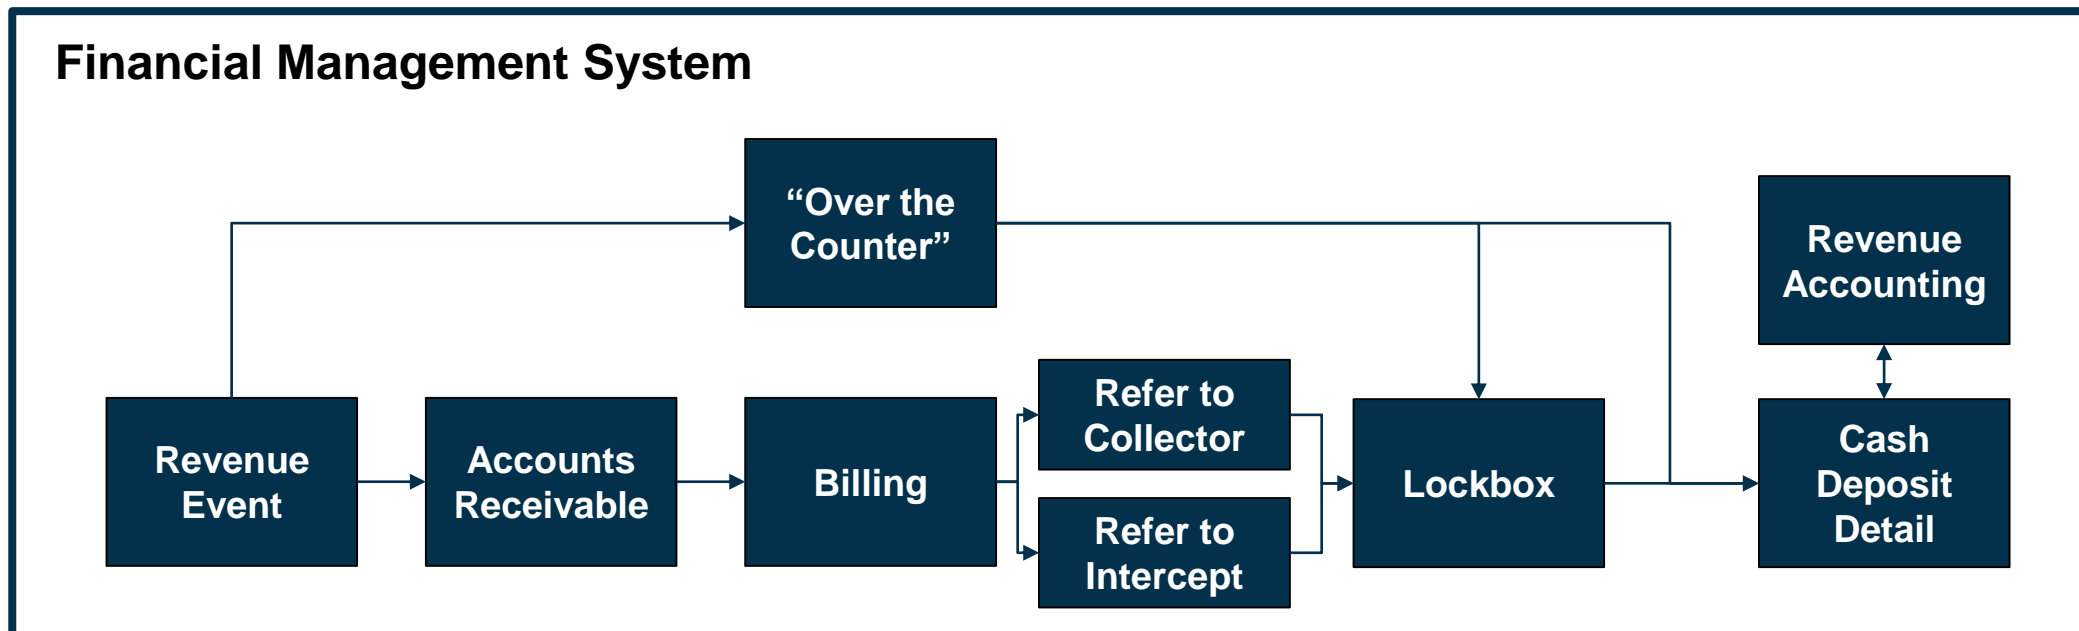 Financial Management System
“Over the
Counter”
Revenue
Accounting
Revenue
Event
Accounts
Receivable
Billing
Refer to
Collector
Refer to
Intercept
Lockbox
Cash
Deposit
Detail